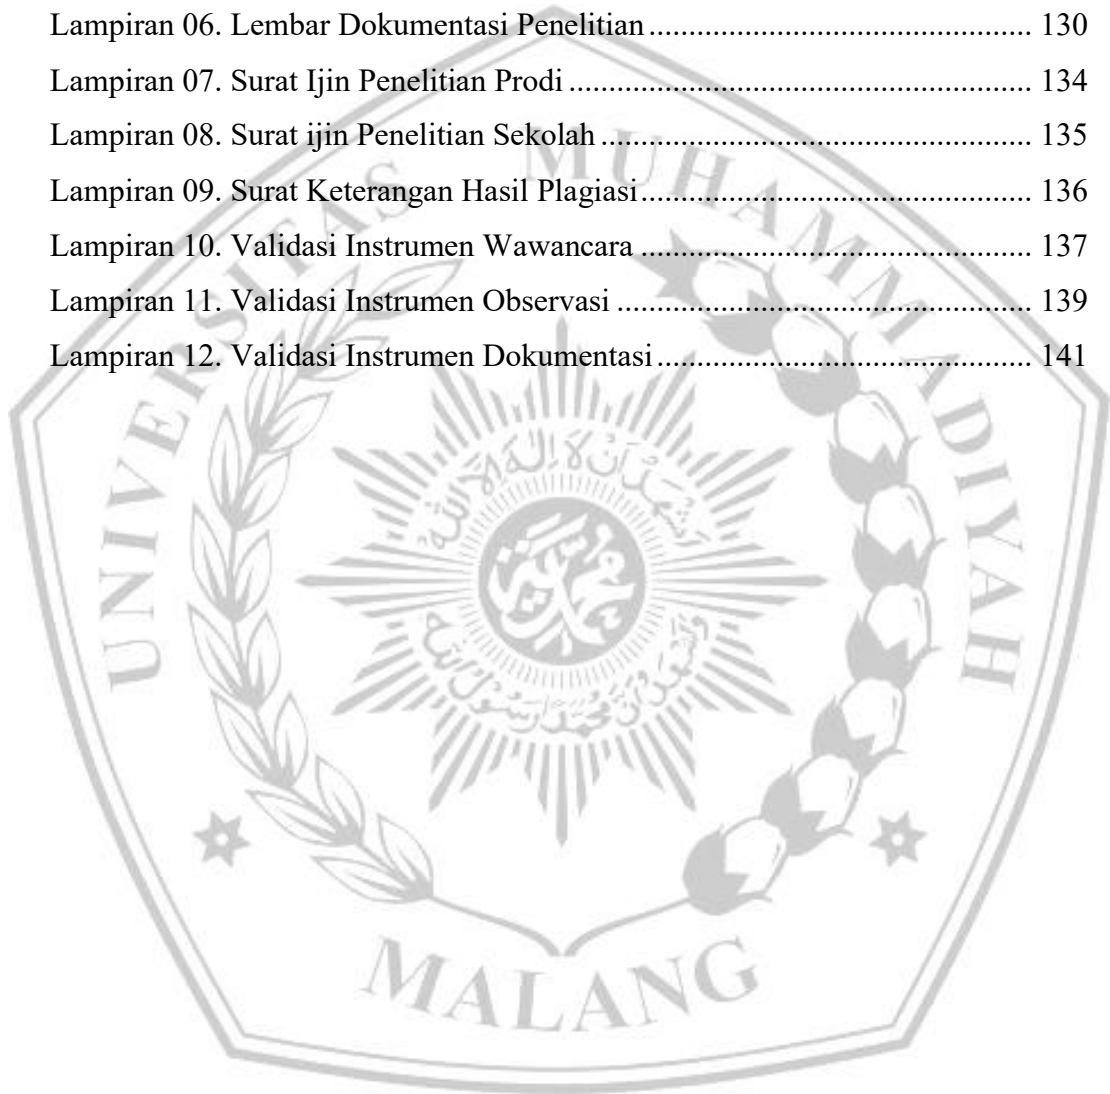 Lampiran 06. Lembar Dokumentasi Penelitian ................................................ 130
Lampiran 07. Surat Ijin Penelitian Prodi .......................................................... 134
Lampiran 08. Surat ijin Penelitian Sekolah ...................................................... 135
Lampiran 09. Surat Keterangan Hasil Plagiasi ................................................. 136
Lampiran 10. Validasi Instrumen Wawancara ................................................. 137
Lampiran 11. Validasi Instrumen Observasi .................................................... 139
Lampiran 12. Validasi Instrumen Dokumentasi ............................................... 141
UNIVERSITAS MUHAMMADIYAH
MALANG